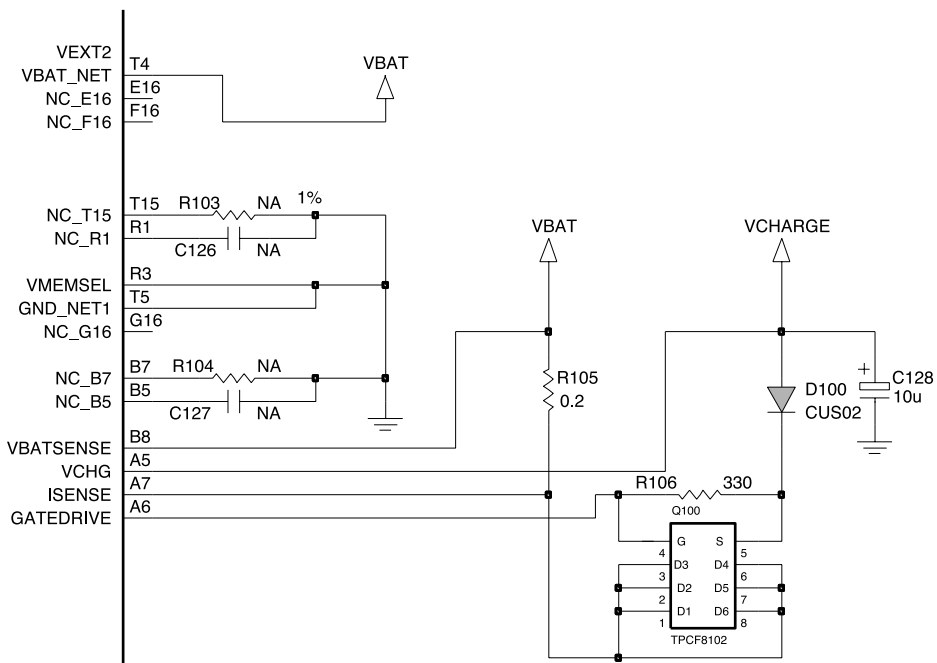 VEXT2
VBAT_NET T4 VBAT
NC_E16 E16
NC_F16 F16
NC_T15 T15 R103 NA 1%
NC_R1 R1 C126 NA
VBAT VCHARGE
VMEMSEL R3
GND_NET1 T5
NC_G16 G16
NC_B7 B7 R104 NA
NC_B5 B5 C127 NA
R105 0.2
D100 CUS02
C128 10u
+
VBATSENSE B8
VCHG A5
ISENSE A7
GATEDRIVE A6
R106 330
Q100
G S
4 5
D3 D4
3 6
D2 D5
2 7
D1 D6
1 8
TPCF8102